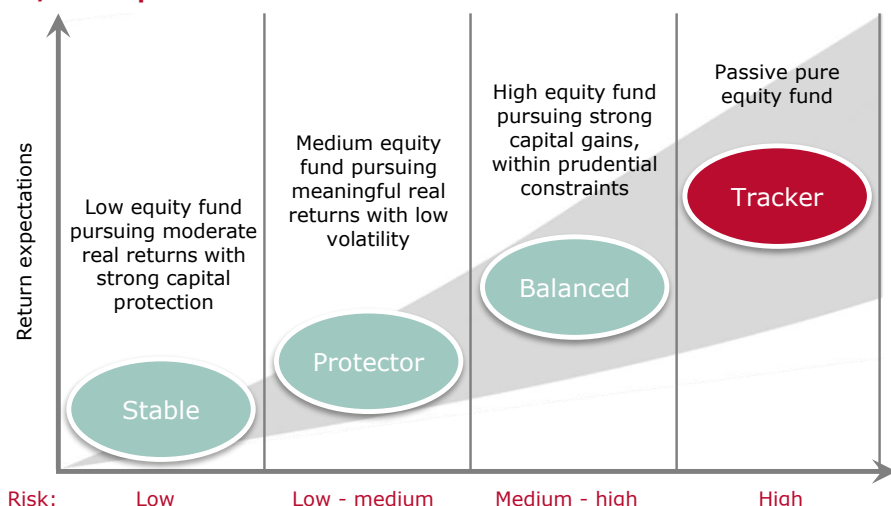 Return expectations
Low equity fund
pursuing moderate
real returns with
strong capital
protection
Stable
Medium equity
fund pursuing
meaningful real
returns with low
volatility
Protector
High equity fund
pursuing strong
capital gains,
within prudential
constraints
Balanced
Passive pure
equity fund
Tracker
Risk: Low Low - medium Medium - high High